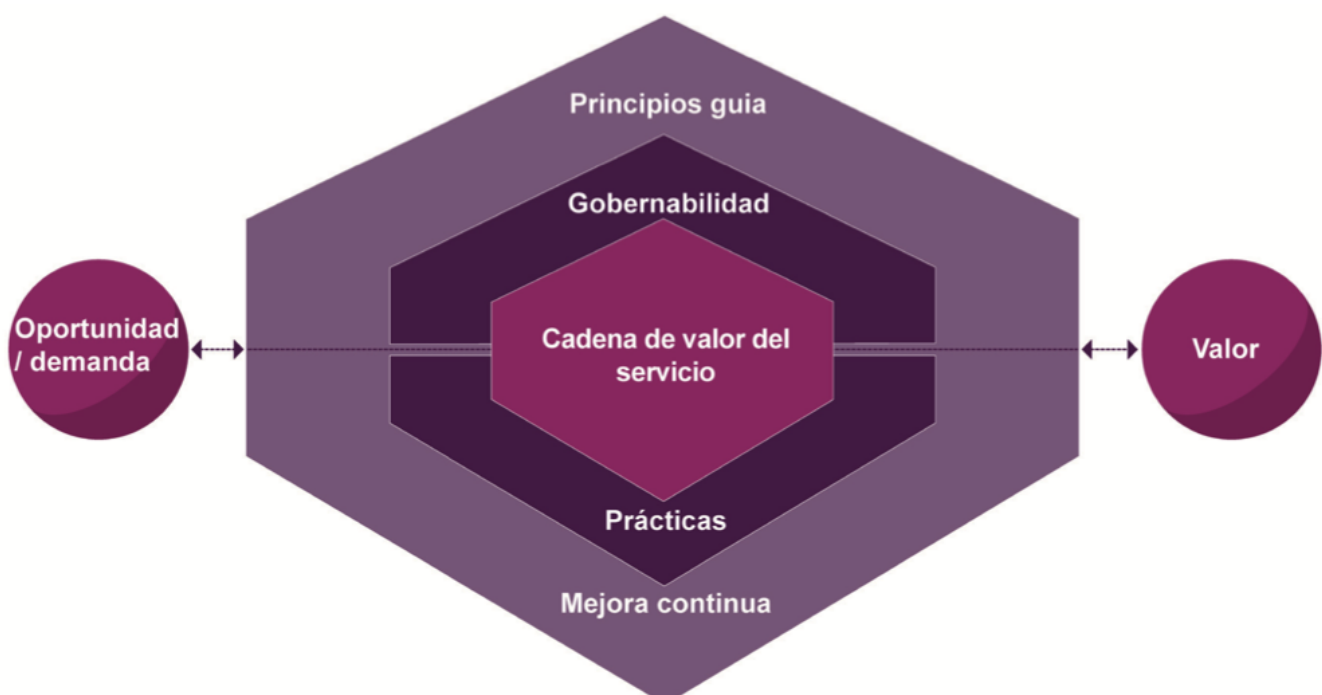 Principios guia
Gobernabilidad
Oportunidad
/ demanda
Cadena de valor del
servicio
Valor
Prácticas
Mejora continua